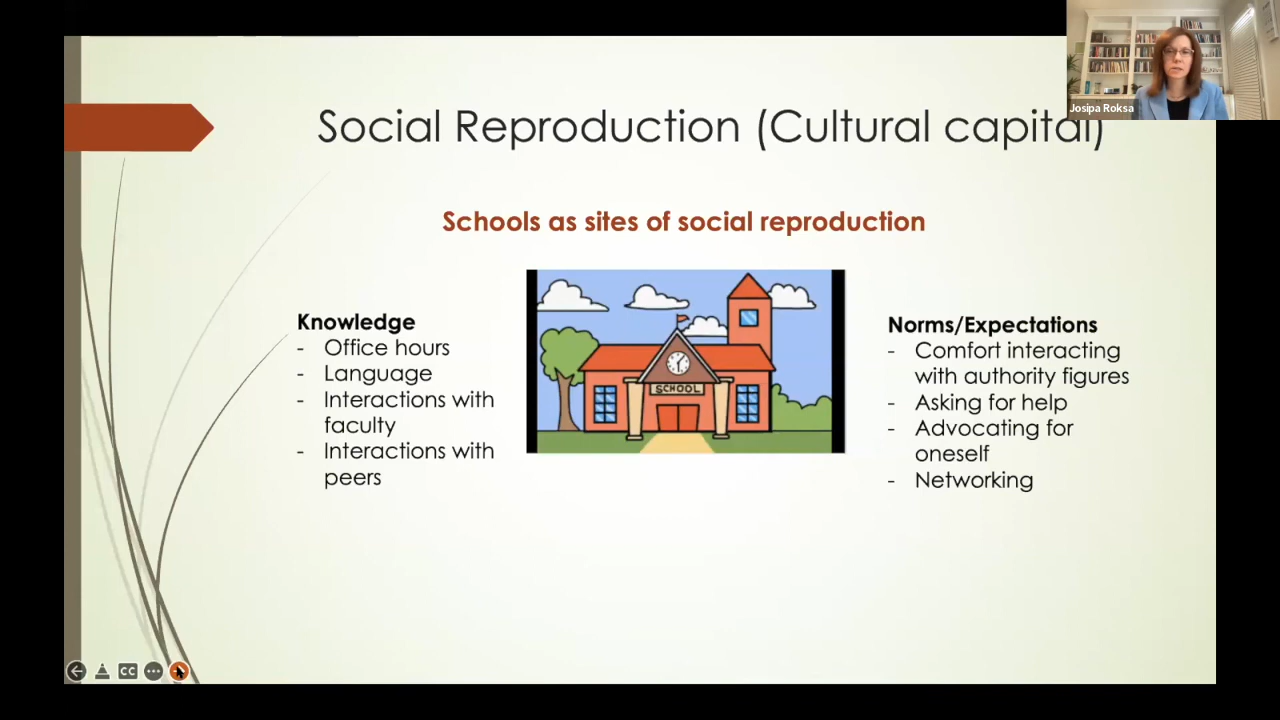 Josipa Roksa
Social Reproduction (Cultural capital)
Schools as sites of social reproduction
Knowledge
- Office hours
- Language
- Interactions with
faculty
- Interactions with
peers
SCHOOL
Norms/Expectations
- Comfort interacting
with authority figures
- Asking for help
- Advocating for
oneself
- Networking
CC